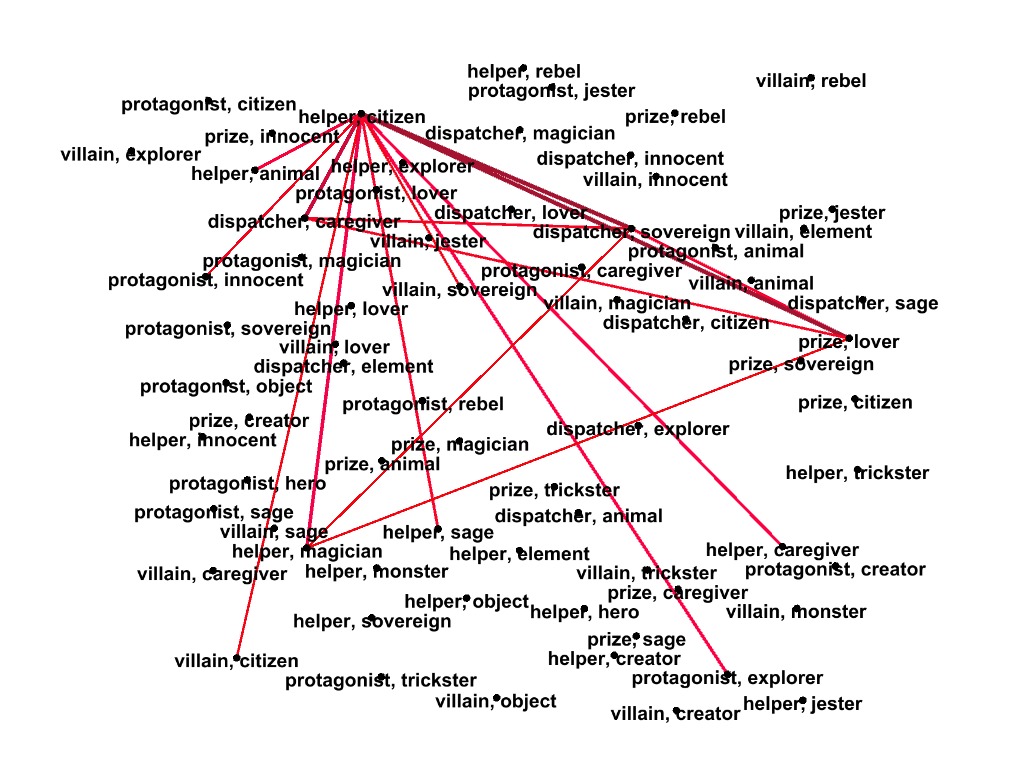 helper, rebel
villain, rebel
protagonist, jester
protagonist, citizen
helper, citizen
prize, rebel
prize, innocent
dispatcher, magician
villain, explorer
helper, explorer
dispatcher, innocent
helper, animal
villain, innocent
protagonist, lover
dispatcher, lover
prize, jester
dispatcher, caregiver
dispatcher, sovereign
villain, element
villain, jester
protagonist, animal
protagonist, magician
protagonist, caregiver
protagonist, innocent
villain, sovereign
villain, animal
helper, lover
villain, magician
dispatcher, sage
protagonist, sovereign
dispatcher, citizen
villain, lover
prize, lover
dispatcher, element
prize, sovereign
protagonist, object
protagonist, rebel
prize, citizen
prize, creator
dispatcher, explorer
helper, innocent
prize, magician
prize, animal
helper, trickster
protagonist, hero
prize, trickster
protagonist, sage
dispatcher, animal
villain, sage
helper, sage
helper, magician
helper, element
helper, caregiver
villain, caregiver
helper, monster
villain, trickster
protagonist, creator
prize, caregiver
helper, object
helper, hero
villain, monster
helper, sovereign
prize, sage
villain, citizen
helper, creator
protagonist, trickster
protagonist, explorer
villain, object
helper, jester
villain, creator